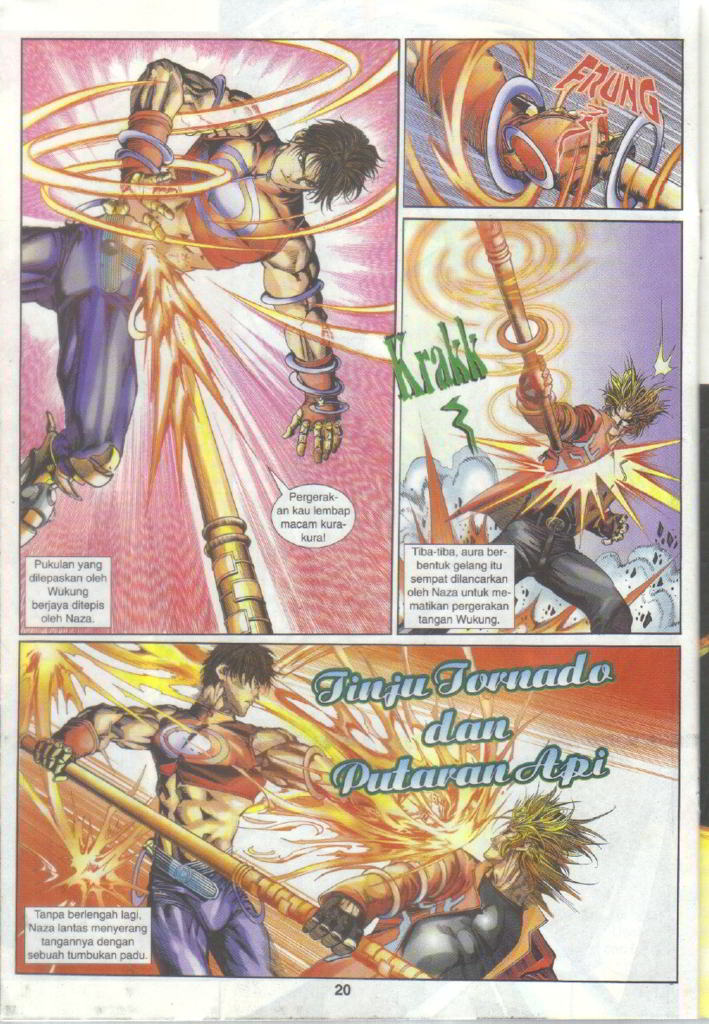 Pergerak-
an kau lembap
macam kura-
kura!
Pukulan yang
dilepaskan oleh
Wukung
berjaya ditepis
oleh Naza.
FRUNG
Krakk
Tiba-tiba, aura ber-
bentuk gelang itu
sempat dilancarkan
oleh Naza untuk me-
matikan pergerakan
tangan Wukung.
Tinju Tornado
dan
Putaran Api
Tanpa berlengah lagi,
Naza lantas menyerang
tangannya dengan
sebuah tumbukan padu.
20